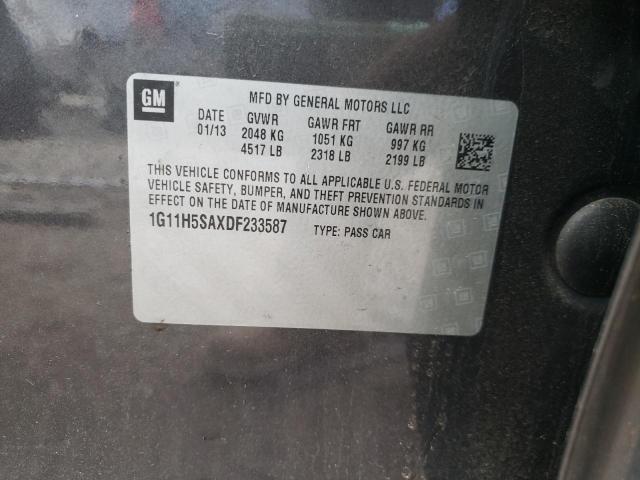 GM
MFD BY GENERAL MOTORS LLC
DATE GVWR GAWR FRT GAWR RR
01/13 2048 KG 1051 KG 997 KG
4517 LB 2318 LB 2199 LB
THIS VEHICLE CONFORMS TO ALL APPLICABLE U.S. FEDERAL MOTOR
VEHICLE SAFETY, BUMPER, AND THEFT PREVENTION STANDARDS IN
EFFECT ON THE DATE OF MANUFACTURE SHOWN ABOVE.
1G11H5SAXDF233587 TYPE: PASS CAR